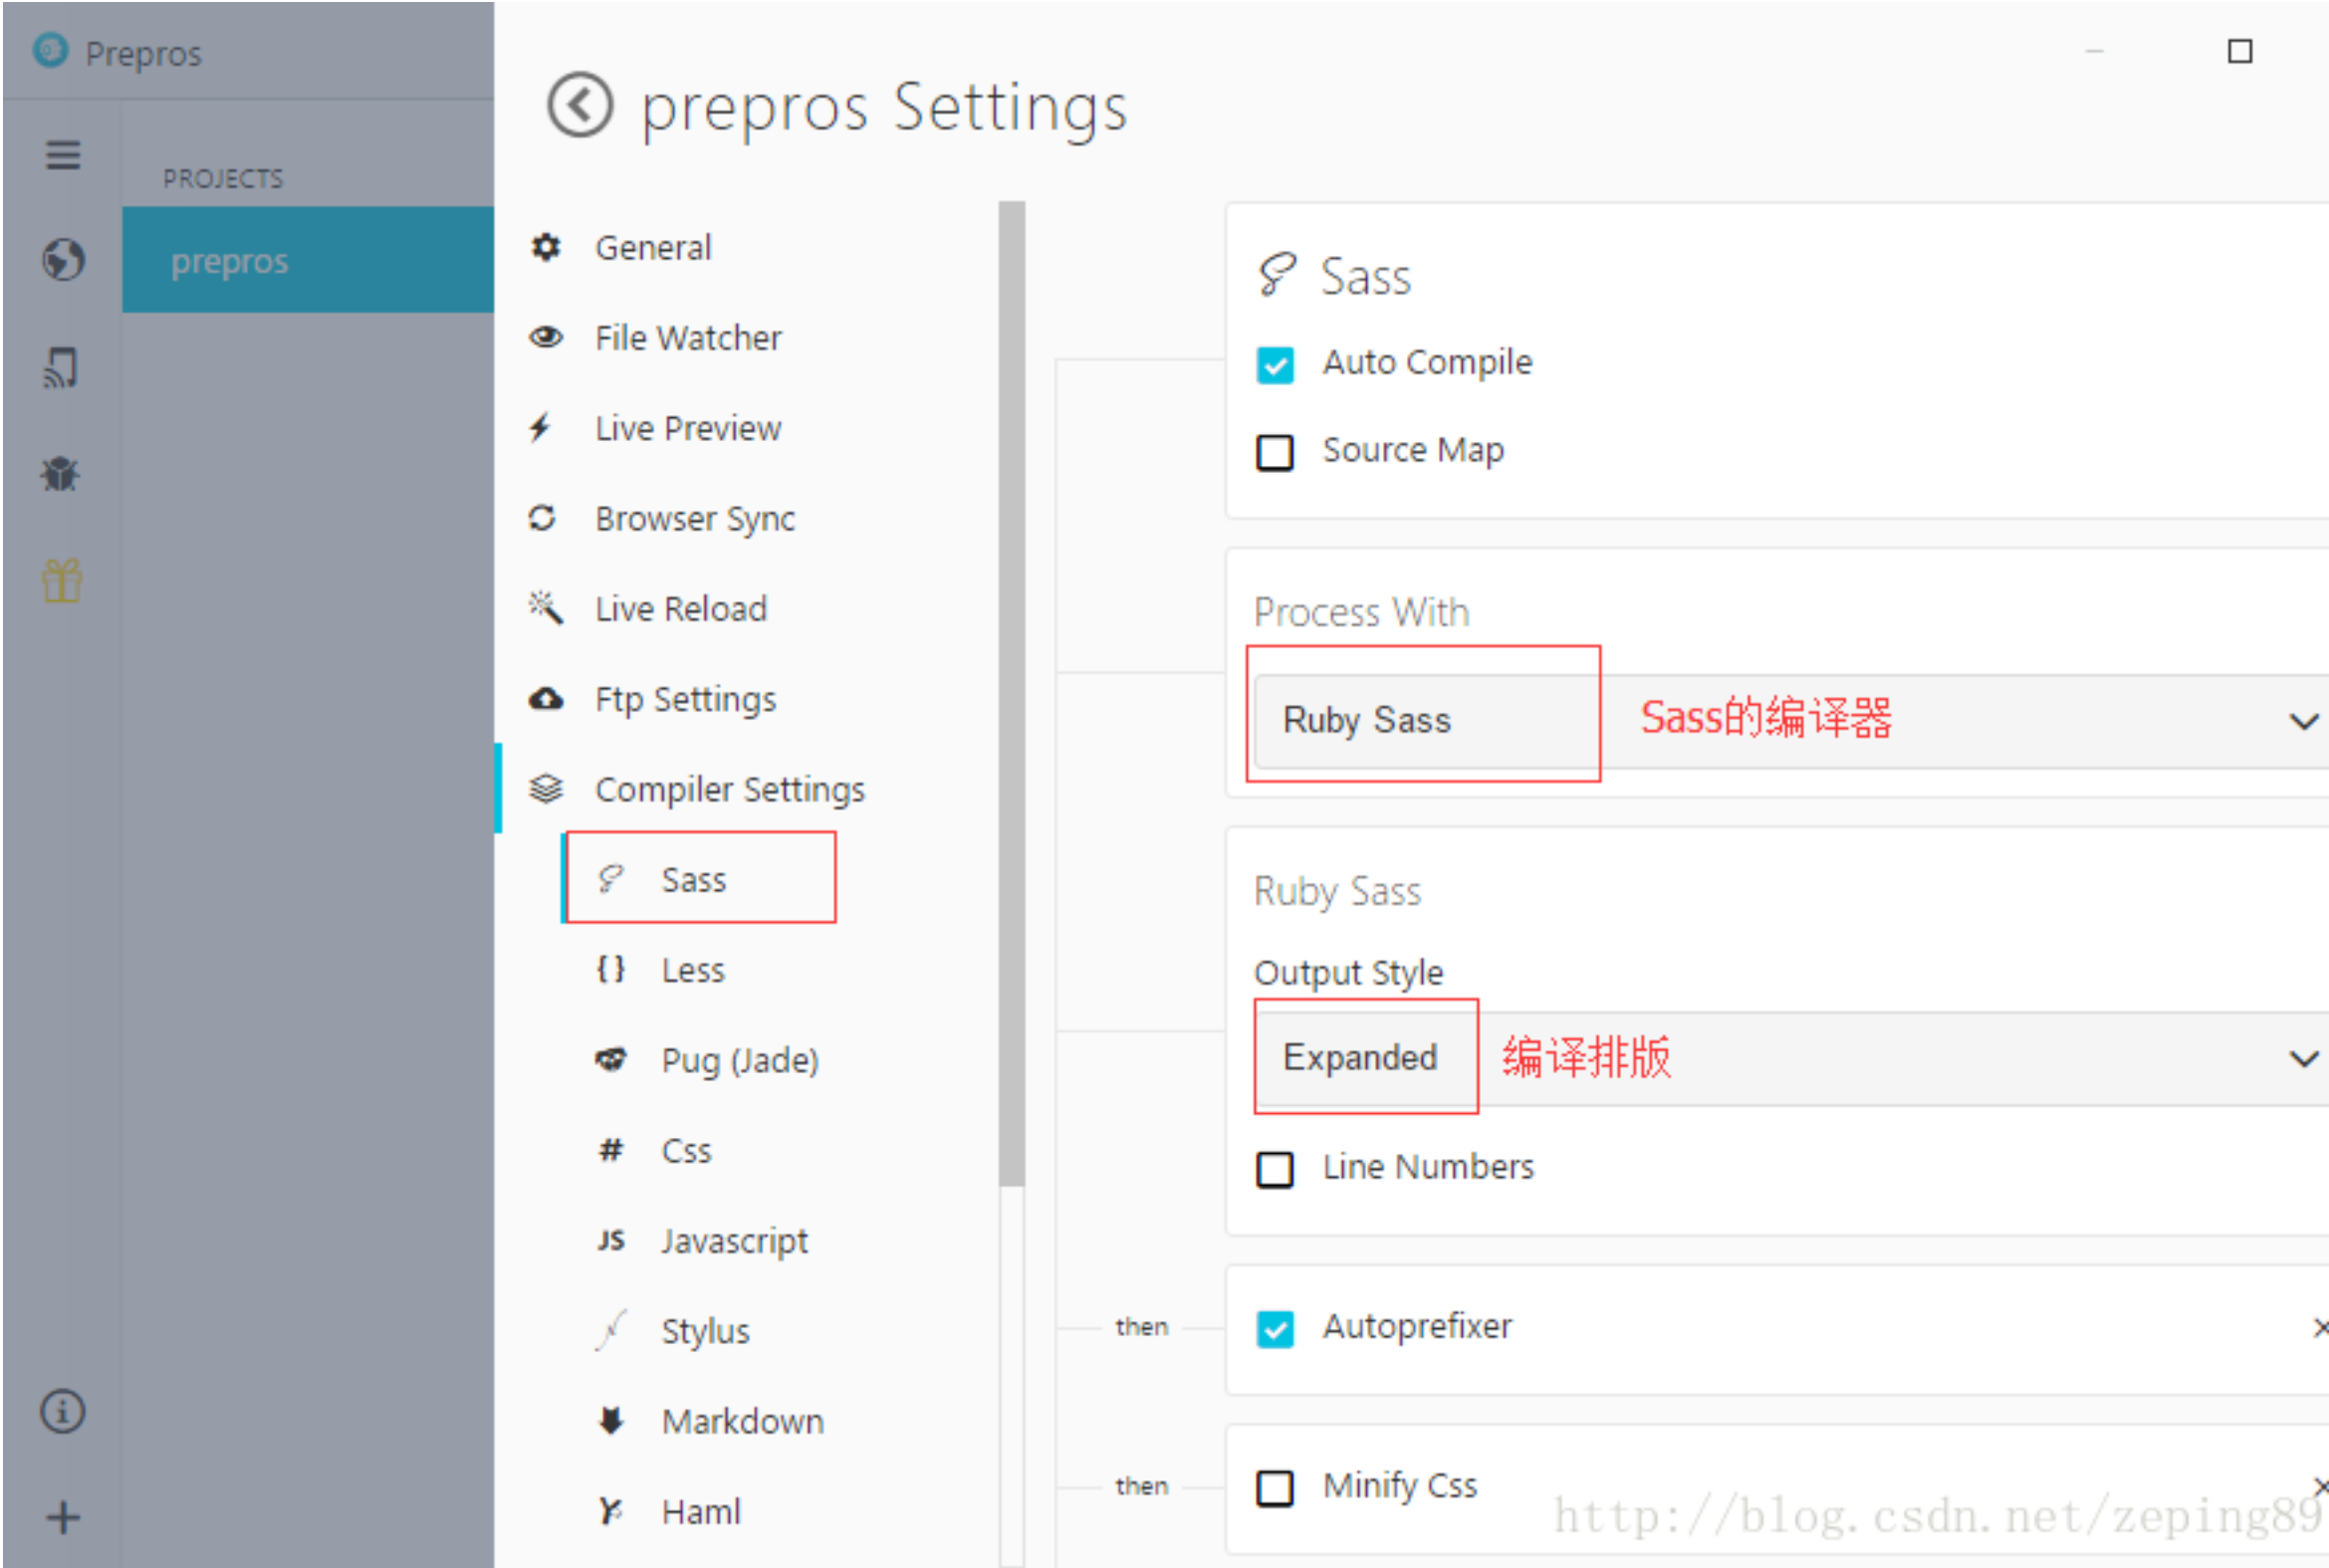 Prepros
prepros Settings
PROJECTS
prepros
General
File Watcher
Live Preview
Browser Sync
Live Reload
Ftp Settings
Compiler Settings
Sass
{ } Less
Pug (Jade)
# Css
JS Javascript
Stylus
Markdown
Haml
Sass
Auto Compile
Source Map
Process With
Ruby Sass Sass的编译器
Ruby Sass
Output Style
Expanded 编译排版
Line Numbers
then Autoprefixer
then Minify Css
http://blog.csdn.net/zeping89